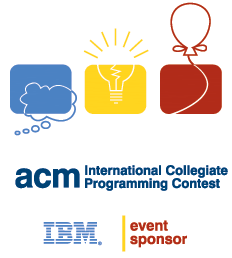 acm International Collegiate
Programming Contest
IBM® event
sponsor